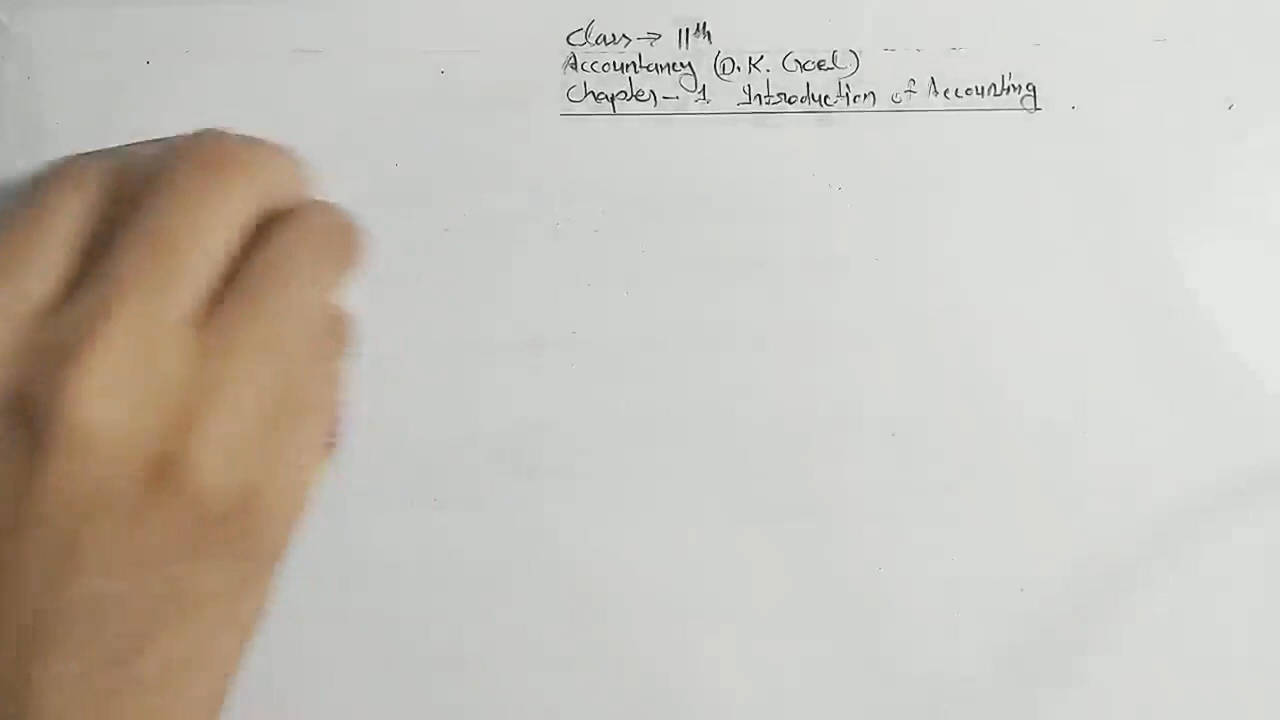 Class → 11th
Accountancy (D. K. Goel)
Chapter - 1 Introduction of Accounting